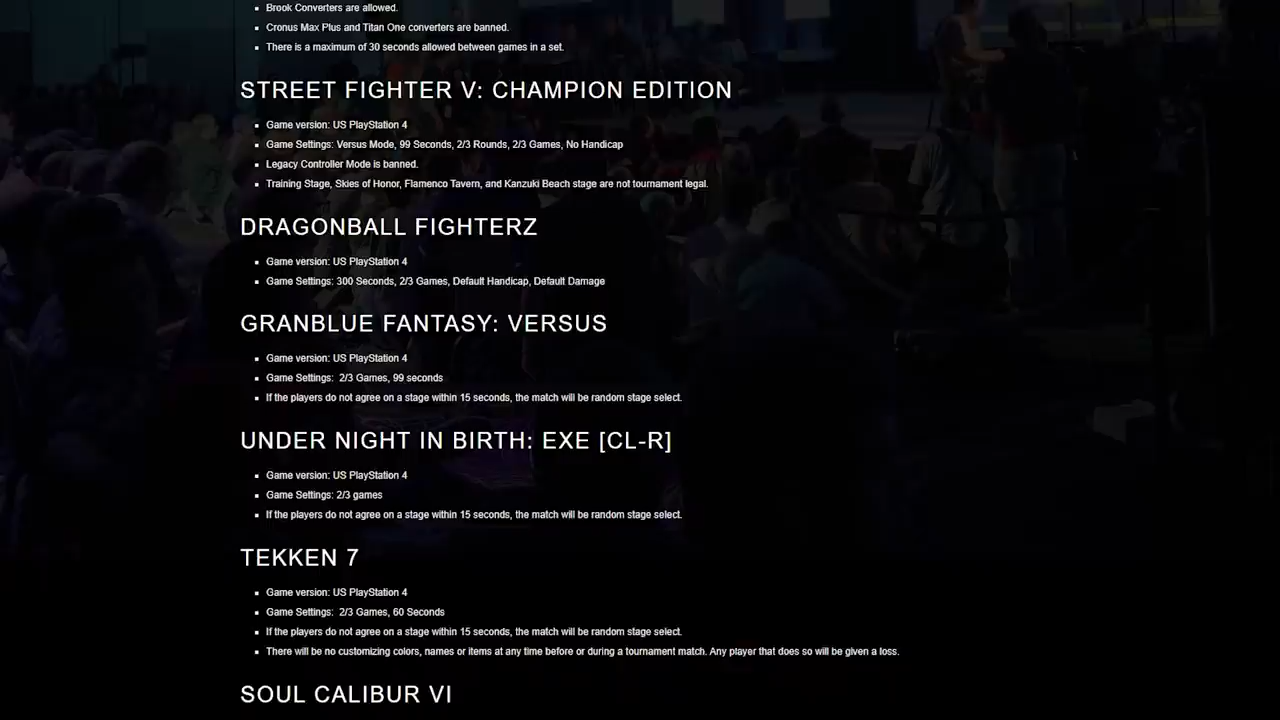 Brook Converters are allowed.
Cronus Max Plus and Titan One converters are banned.
There is a maximum of 30 seconds allowed between games in a set.
STREET FIGHTER V: CHAMPION EDITION
Game version: US PlayStation 4
Game Settings: Versus Mode, 99 Seconds, 2/3 Rounds, 2/3 Games, No Handicap
Legacy Controller Mode is banned.
Training Stage, Skies of Honor, Flamenco Tavern, and Kanzuki Beach stage are not tournament legal.
DRAGONBALL FIGHTERZ
Game version: US PlayStation 4
Game Settings: 300 Seconds, 2/3 Games, Default Handicap, Default Damage
GRANBLUE FANTASY: VERSUS
Game version: US PlayStation 4
Game Settings:  2/3 Games, 99 seconds
If the players do not agree on a stage within 15 seconds, the match will be random stage select.
UNDER NIGHT IN BIRTH: EXE [CL-R]
Game version: US PlayStation 4
Game Settings: 2/3 games
If the players do not agree on a stage within 15 seconds, the match will be random stage select.
TEKKEN 7
Game version: US PlayStation 4
Game Settings:  2/3 Games, 60 Seconds
If the players do not agree on a stage within 15 seconds, the match will be random stage select.
There will be no customizing colors, names or items at any time before or during a tournament match. Any player that does so will be given a loss.
SOUL CALIBUR VI